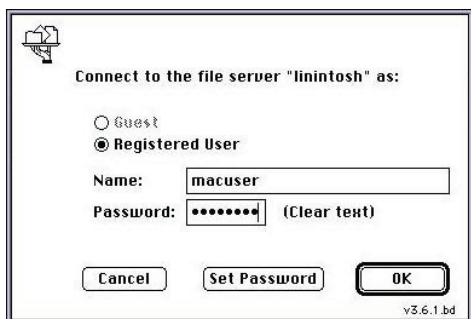 Connect to the file server "linintosh" as:
Guest
Registered User
Name: macuser
Password: •••••••• (Clear text)
Cancel Set Password OK
v3.6.1.bd